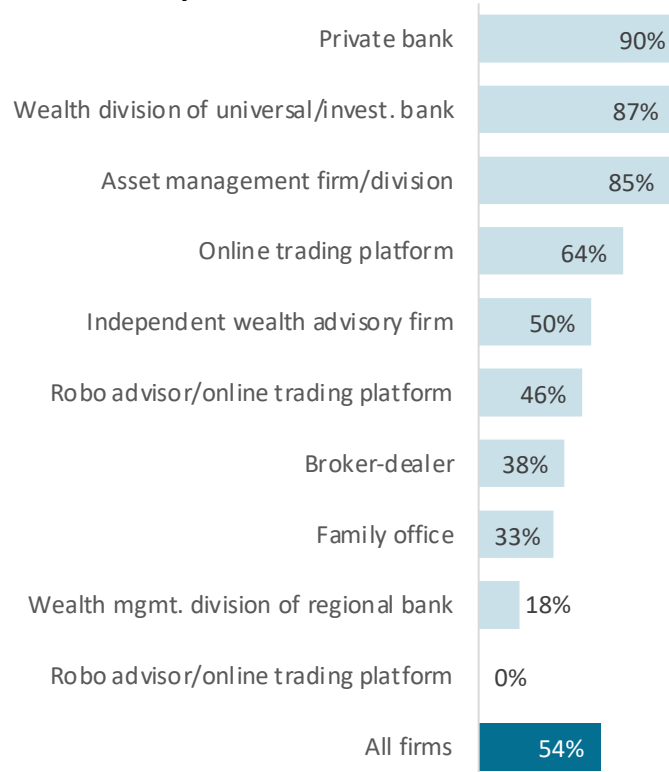 Private bank 90%
Wealth division of universal/invest. bank 87%
Asset management firm/division 85%
Online trading platform 64%
Independent wealth advisory firm 50%
Robo advisor/online trading platform 46%
Broker-dealer 38%
Family office 33%
Wealth mgmt. division of regional bank 18%
Robo advisor/online trading platform 0%
All firms 54%